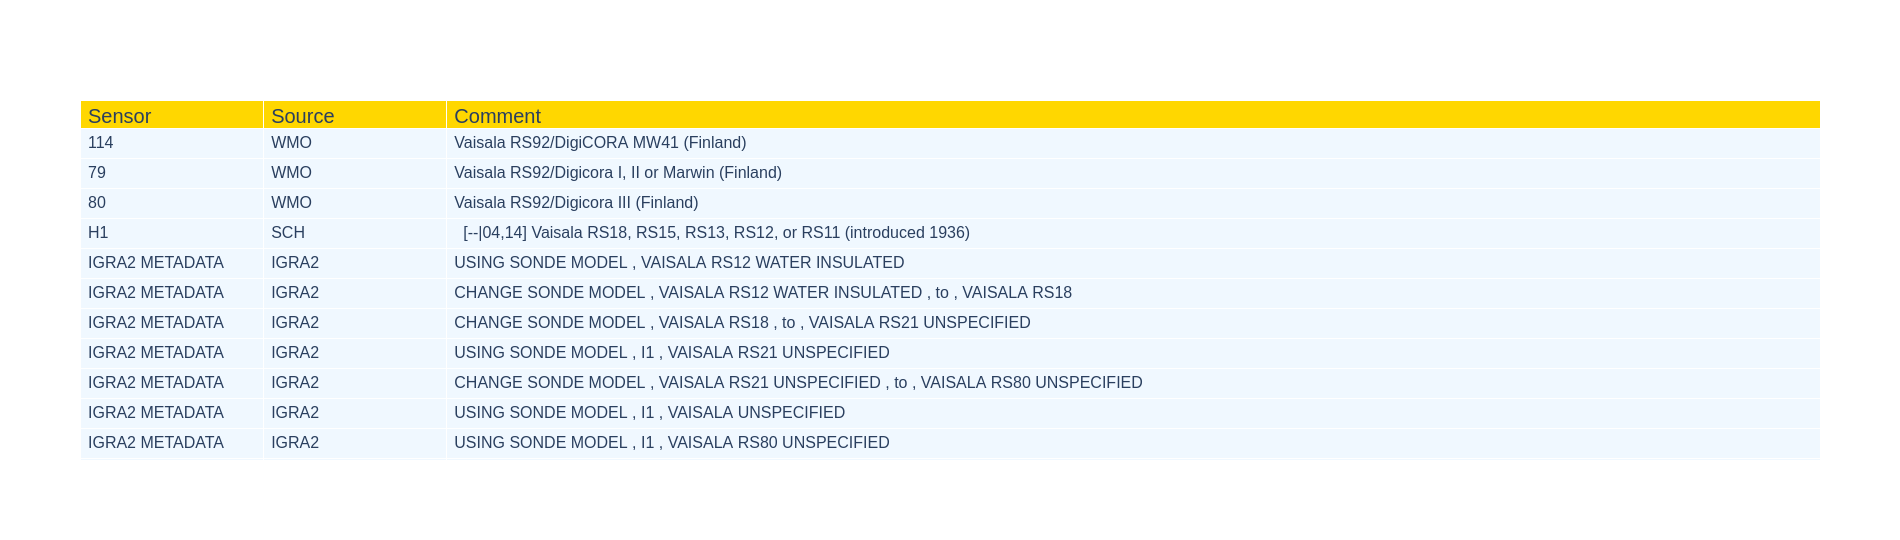 Sensor Source Comment
114 WMO Vaisala RS92/DigiCORA MW41 (Finland)
79 WMO Vaisala RS92/Digicora I, II or Marwin (Finland)
80 WMO Vaisala RS92/Digicora III (Finland)
H1 SCH [--|04,14] Vaisala RS18, RS15, RS13, RS12, or RS11 (introduced 1936)
IGRA2 METADATA IGRA2 USING SONDE MODEL , VAISALA RS12 WATER INSULATED
IGRA2 METADATA IGRA2 CHANGE SONDE MODEL , VAISALA RS12 WATER INSULATED , to , VAISALA RS18
IGRA2 METADATA IGRA2 CHANGE SONDE MODEL , VAISALA RS18 , to , VAISALA RS21 UNSPECIFIED
IGRA2 METADATA IGRA2 USING SONDE MODEL , I1 , VAISALA RS21 UNSPECIFIED
IGRA2 METADATA IGRA2 CHANGE SONDE MODEL , VAISALA RS21 UNSPECIFIED , to , VAISALA RS80 UNSPECIFIED
IGRA2 METADATA IGRA2 USING SONDE MODEL , I1 , VAISALA UNSPECIFIED
IGRA2 METADATA IGRA2 USING SONDE MODEL , I1 , VAISALA RS80 UNSPECIFIED